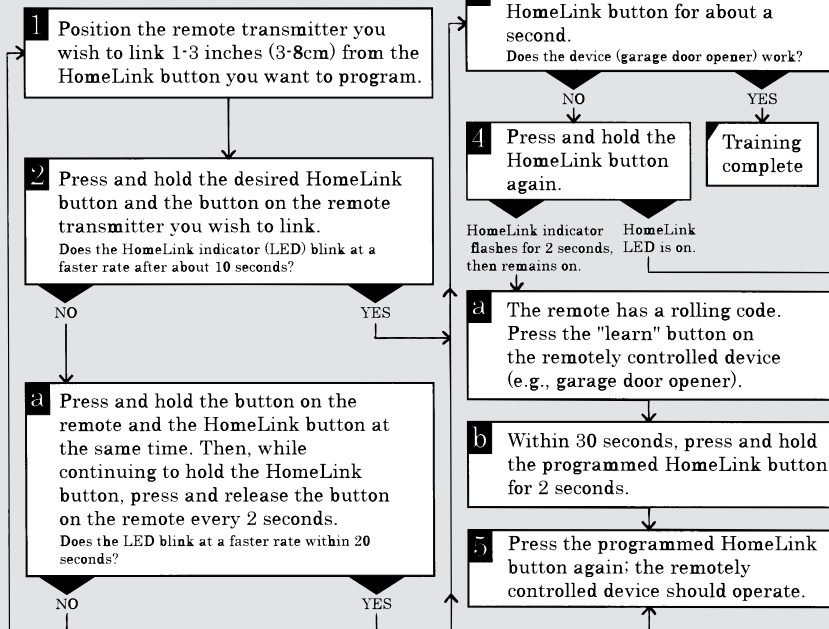 1
Position the remote transmitter you
wish to link 1-3 inches (3-8cm) from the
HomeLink button you want to program.
2
Press and hold the desired HomeLink
button and the button on the remote
transmitter you wish to link.
Does the HomeLink indicator (LED) blink at a
faster rate after about 10 seconds?
NO
YES
a
Press and hold the button on the
remote and the HomeLink button at
the same time. Then, while
continuing to hold the HomeLink
button, press and release the button
on the remote every 2 seconds.
Does the LED blink at a faster rate within 20
seconds?
NO
YES
HomeLink button for about a
second.
Does the device (garage door opener) work?
NO
YES
4
Press and hold the
HomeLink button
again.
Training
complete
HomeLink indicator
flashes for 2 seconds,
then remains on.
HomeLink
LED is on.
a
The remote has a rolling code.
Press the "learn" button on
the remotely controlled device
(e.g., garage door opener).
b
Within 30 seconds, press and hold
the programmed HomeLink button
for 2 seconds.
5
Press the programmed HomeLink
button again; the remotely
controlled device should operate.